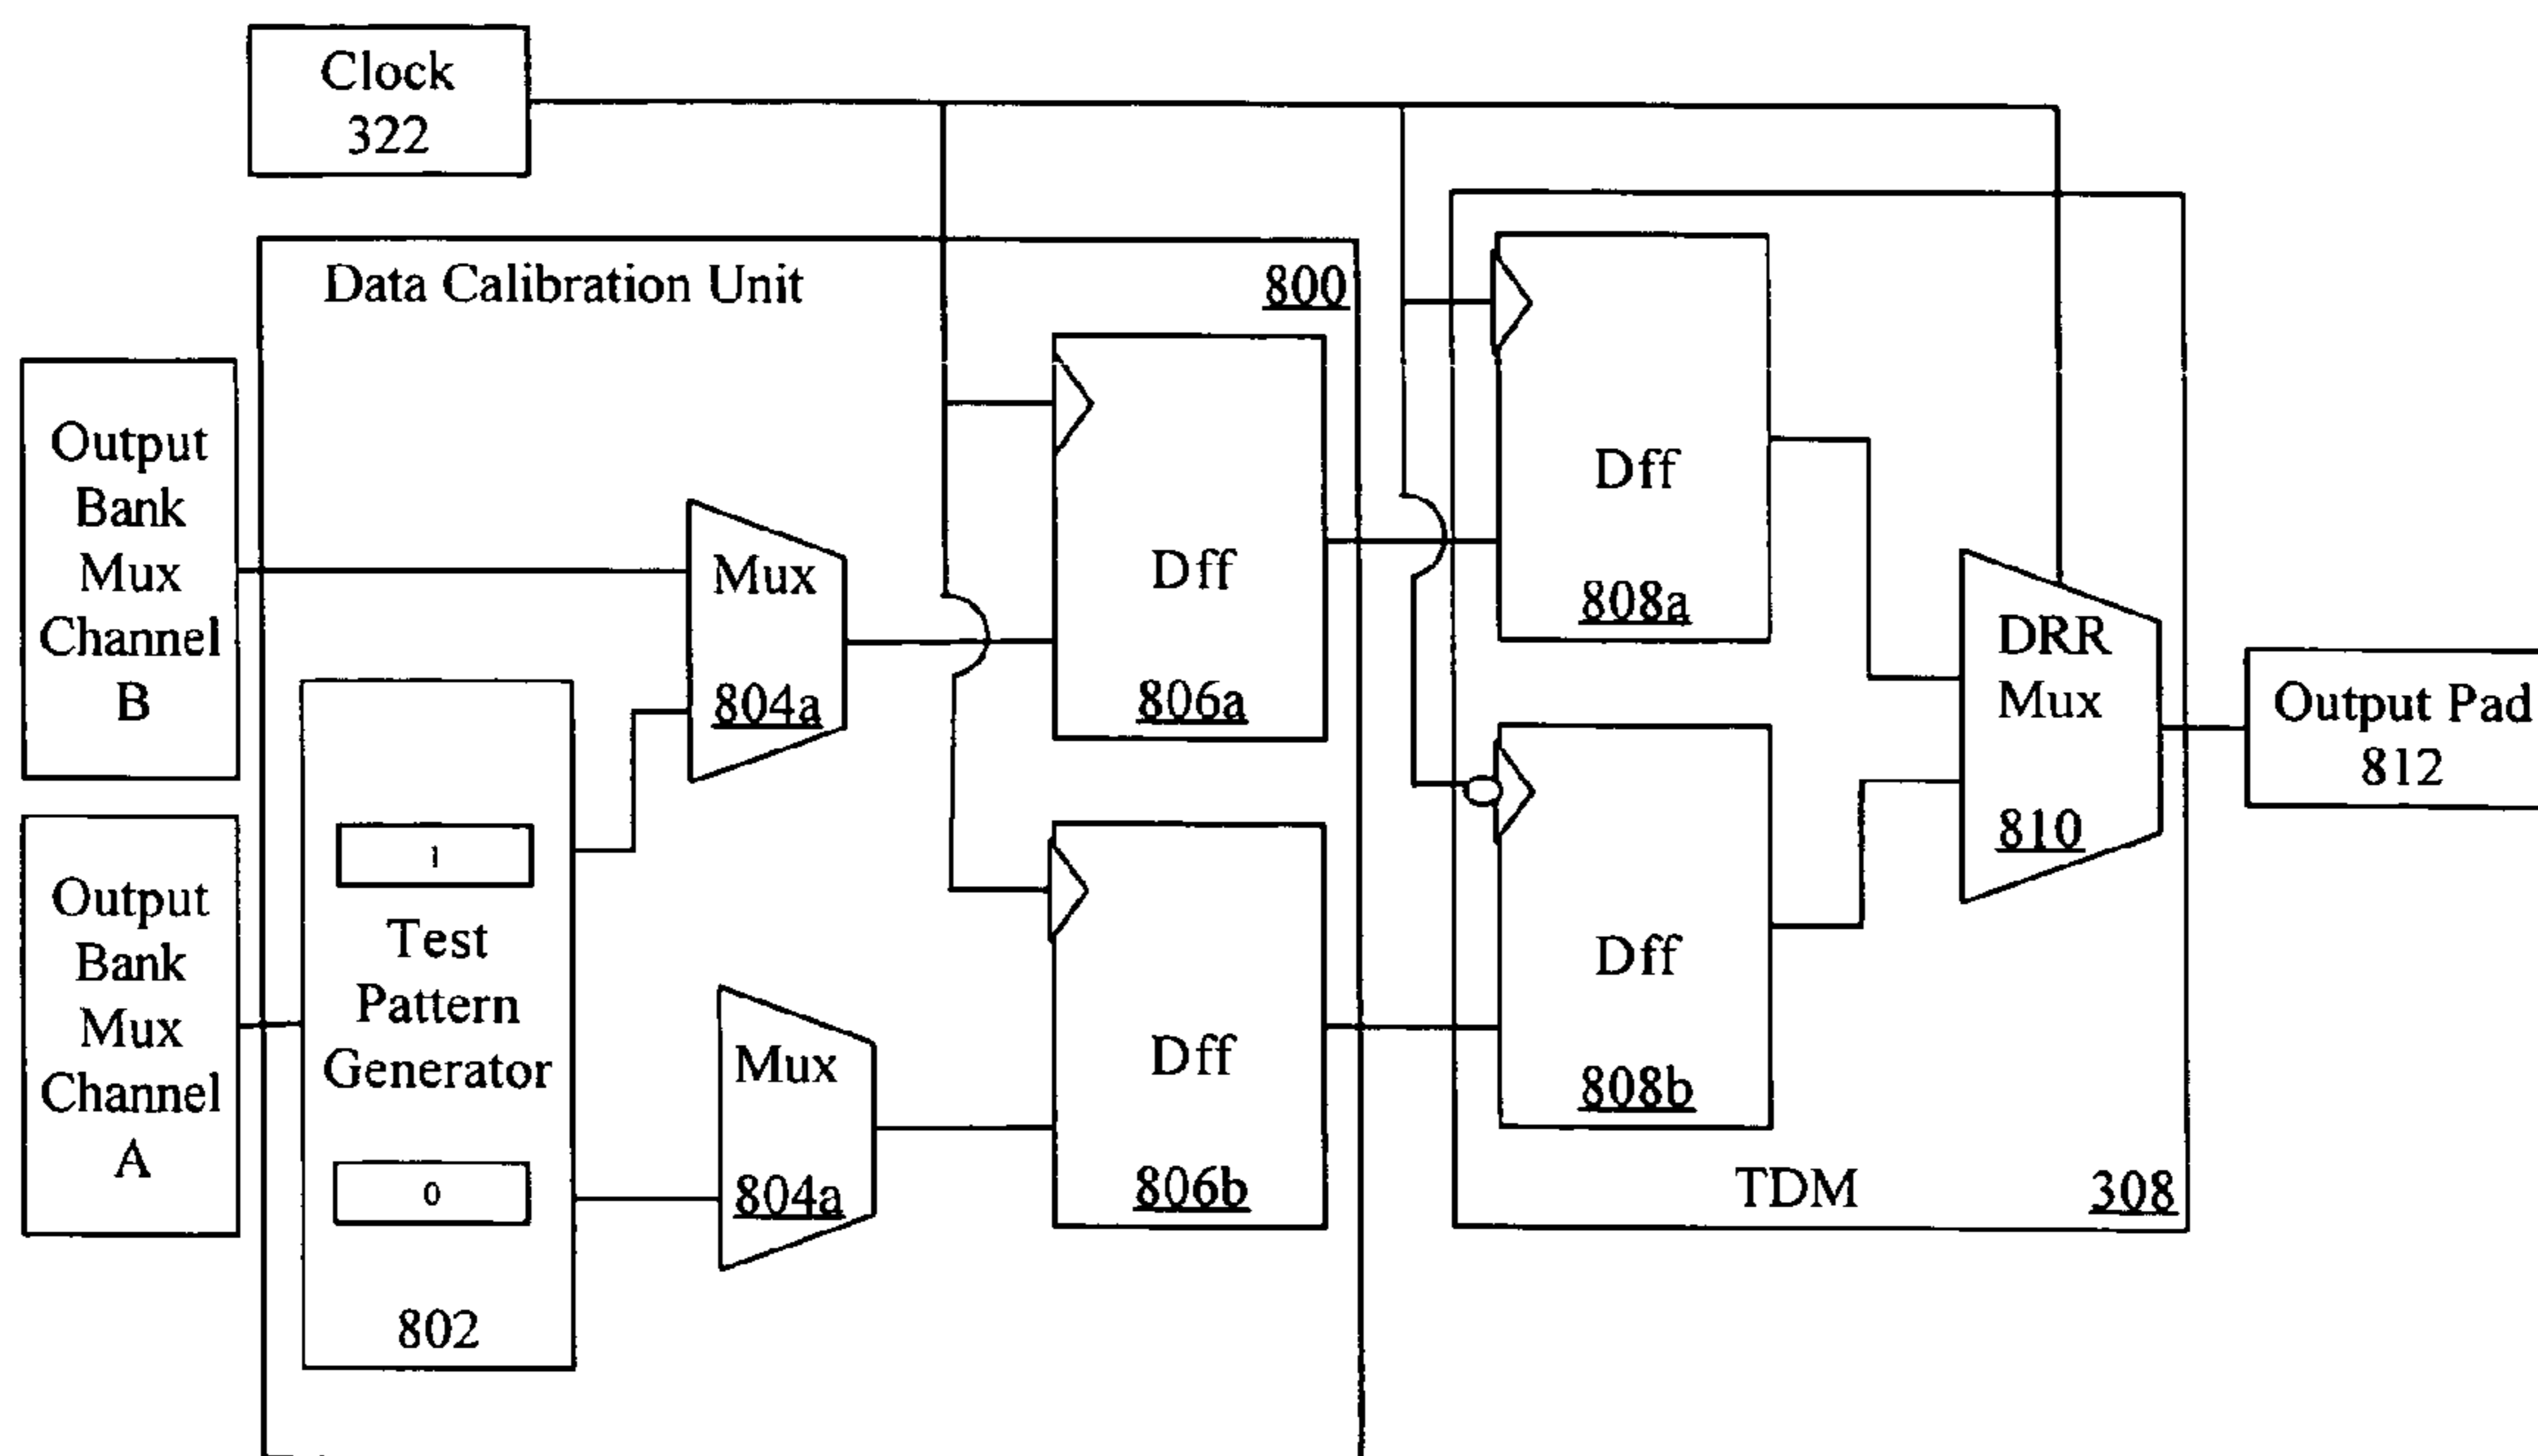 Clock
322
Data Calibration Unit
800
Output
Bank
Mux
Channel
B
Mux
804a
Dff
806a
Dff
808a
DRR
Mux
810
Output Pad
812
Output
Bank
Mux
Channel
A
1
Test
Pattern
Generator
0
802
Mux
804a
Dff
806b
Dff
808b
TDM
308